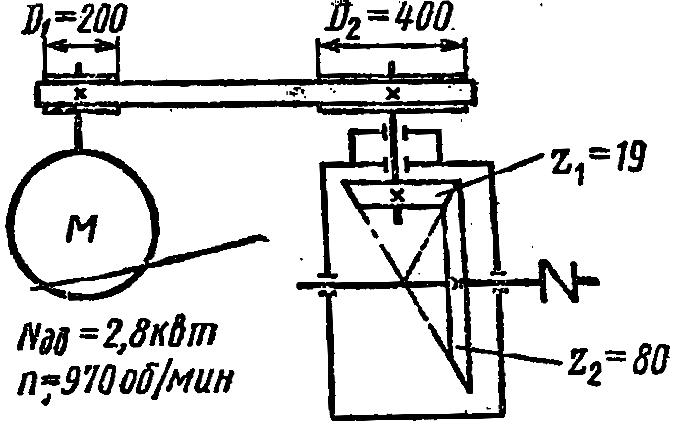 D₁=200
D₂=400
z₁=19
M
Nдв=2,8квт
n=970об/мин
z₂=80